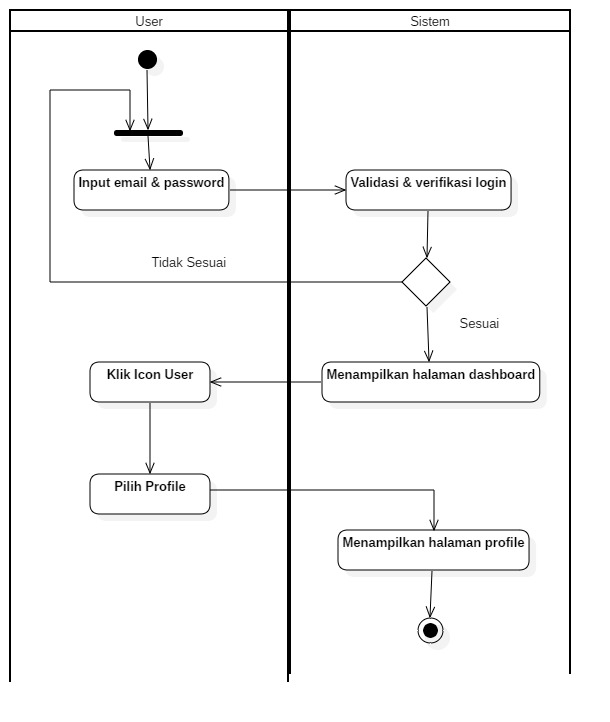 User
Sistem
Input email & password
Validasi & verifikasi login
Tidak Sesuai
Sesuai
Klik Icon User
Menampilkan halaman dashboard
Pilih Profile
Menampilkan halaman profile